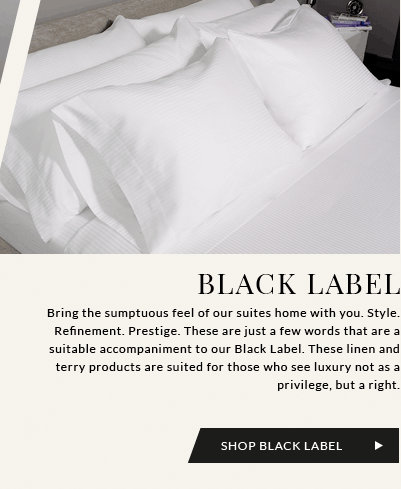 BLACK LABEL
Bring the sumptuous feel of our suites home with you. Style.
Refinement. Prestige. These are just a few words that are a
suitable accompaniment to our Black Label. These linen and
terry products are suited for those who see luxury not as a
privilege, but a right.
SHOP BLACK LABEL